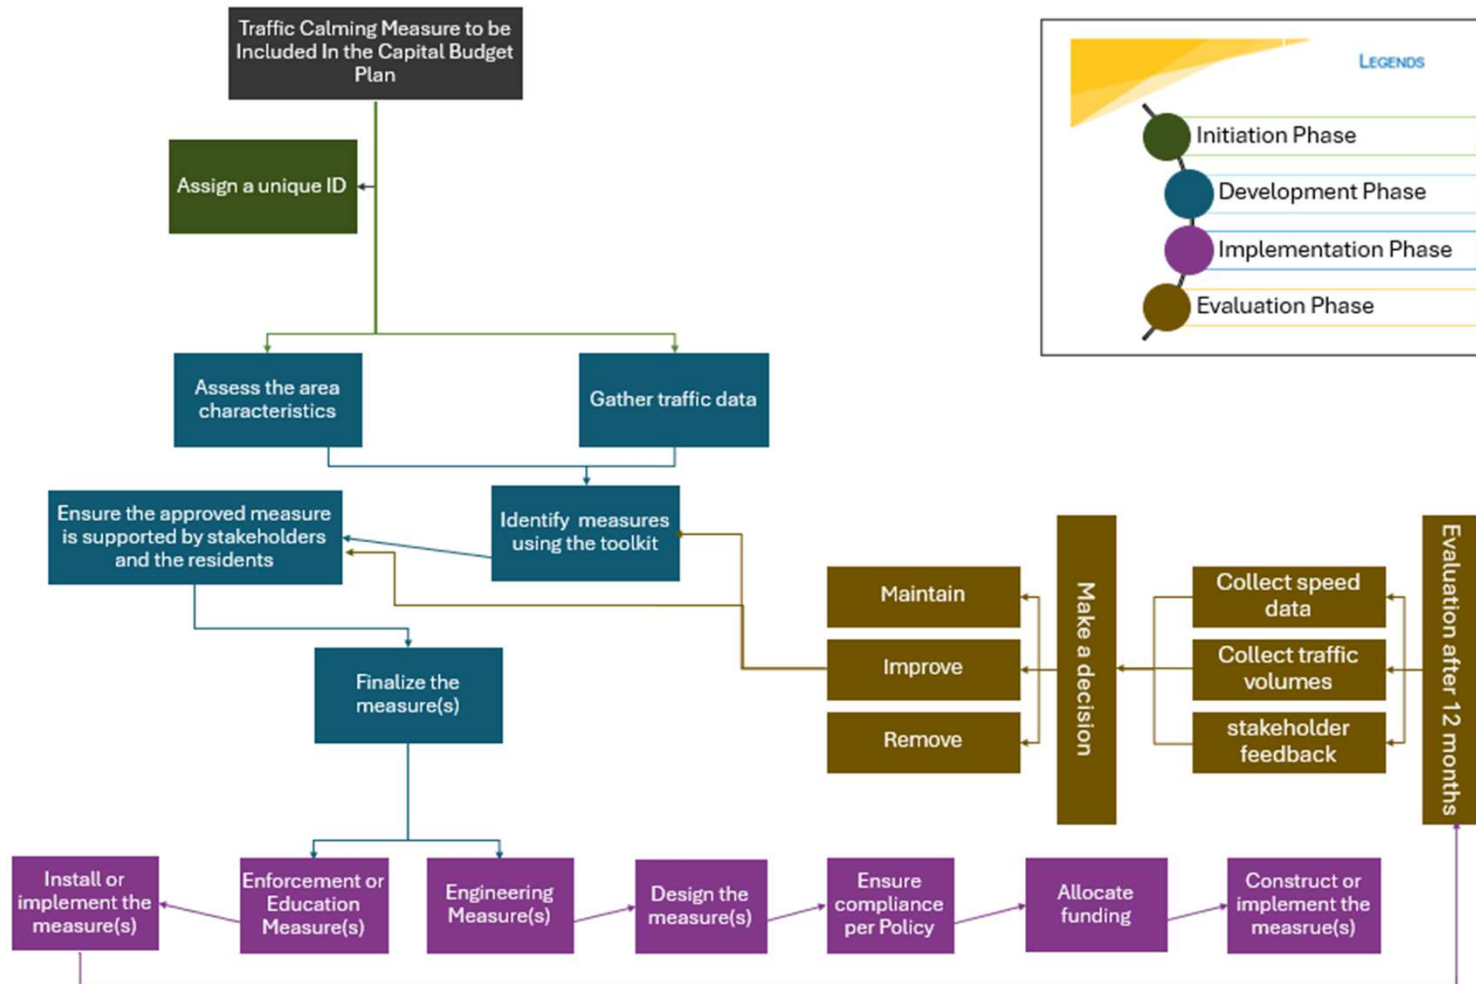 Traffic Calming Measure to be
Included In the Capital Budget
Plan
LEGENDS
Initiation Phase
Development Phase
Implementation Phase
Evaluation Phase
Assign a unique ID
Assess the area
characteristics
Gather traffic data
Ensure the approved measure
is supported by stakeholders
and the residents
Identify measures
using the toolkit
Finalize the
measure(s)
Maintain
Improve
Remove
Make a decision
Collect speed
data
Collect traffic
volumes
stakeholder
feedback
Evaluation after 12 months
Install or
implement the
measure(s)
Enforcement or
Education
Measure(s)
Engineering
Measure(s)
Design the
measure(s)
Ensure
compliance
per Policy
Allocate
funding
Construct or
implement the
measrue(s)